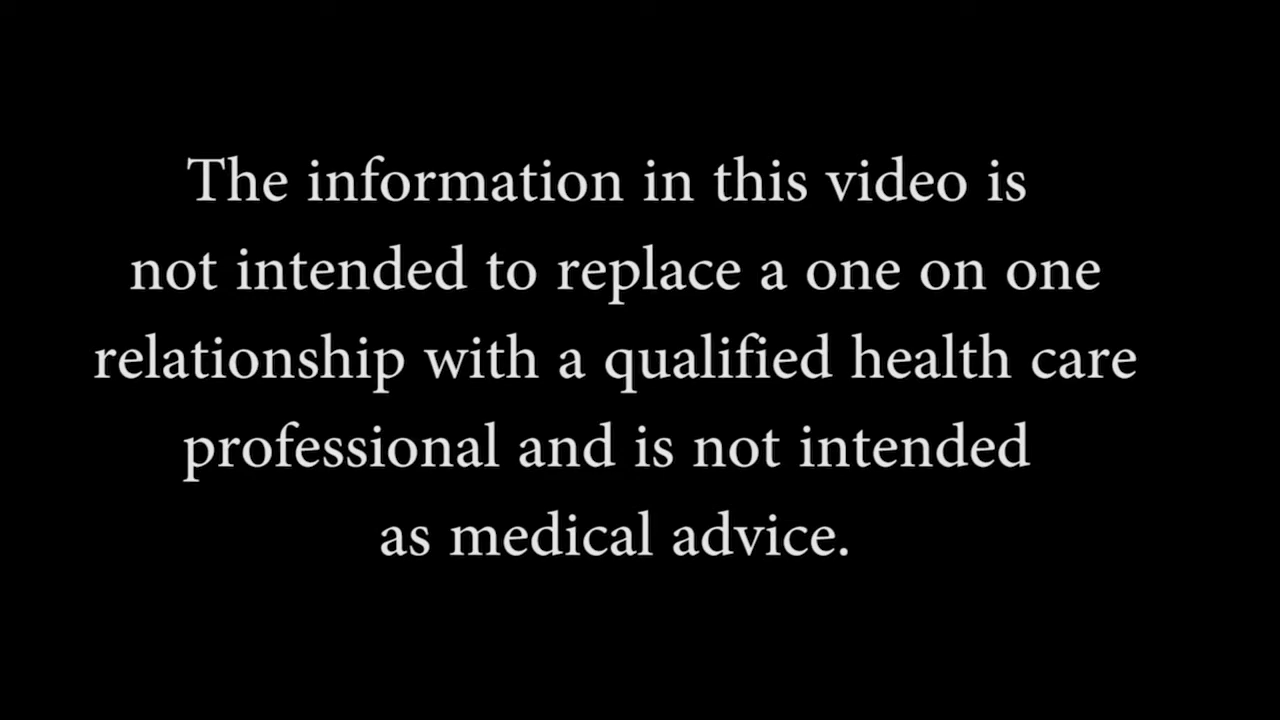 The information in this video is
not intended to replace a one on one
relationship with a qualified health care
professional and is not intended
as medical advice.